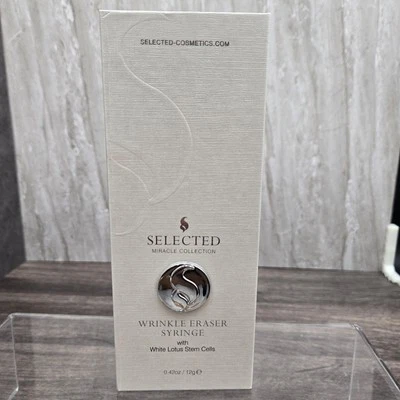 SELECTED-COSMETICS.COM
SELECTED
MIRACLE COLLECTION
WRINKLE ERASER
SYRINGE
with
White Lotus Stem Cells
0.42oz / 12g℮